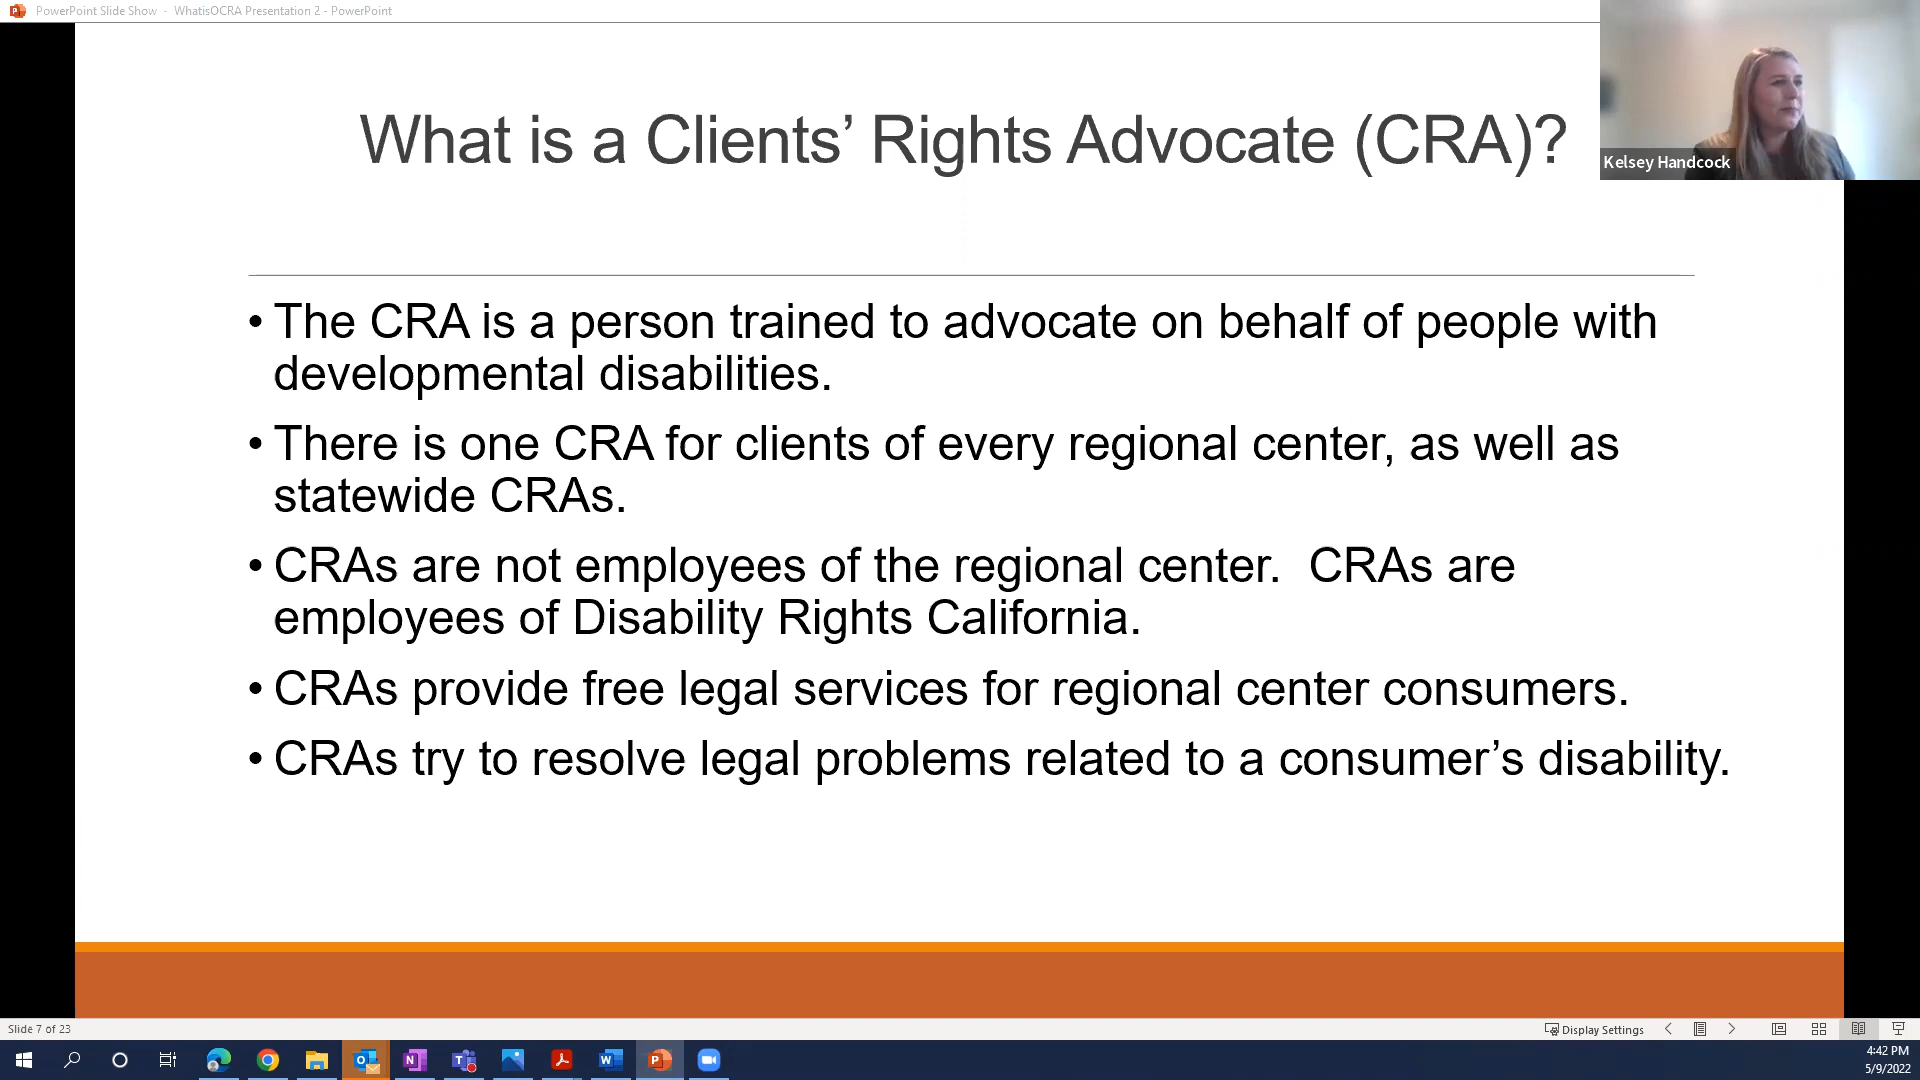 PowerPoint Slide Show - WhatisOCRA Presentation 2 - PowerPoint
What is a Clients’ Rights Advocate (CRA)?
Kelsey Handcock
• The CRA is a person trained to advocate on behalf of people with
developmental disabilities.
• There is one CRA for clients of every regional center, as well as
statewide CRAs.
• CRAs are not employees of the regional center.  CRAs are
employees of Disability Rights California.
• CRAs provide free legal services for regional center consumers.
• CRAs try to resolve legal problems related to a consumer’s disability.
Slide 7 of 23
Display Settings
4:42 PM
5/9/2022